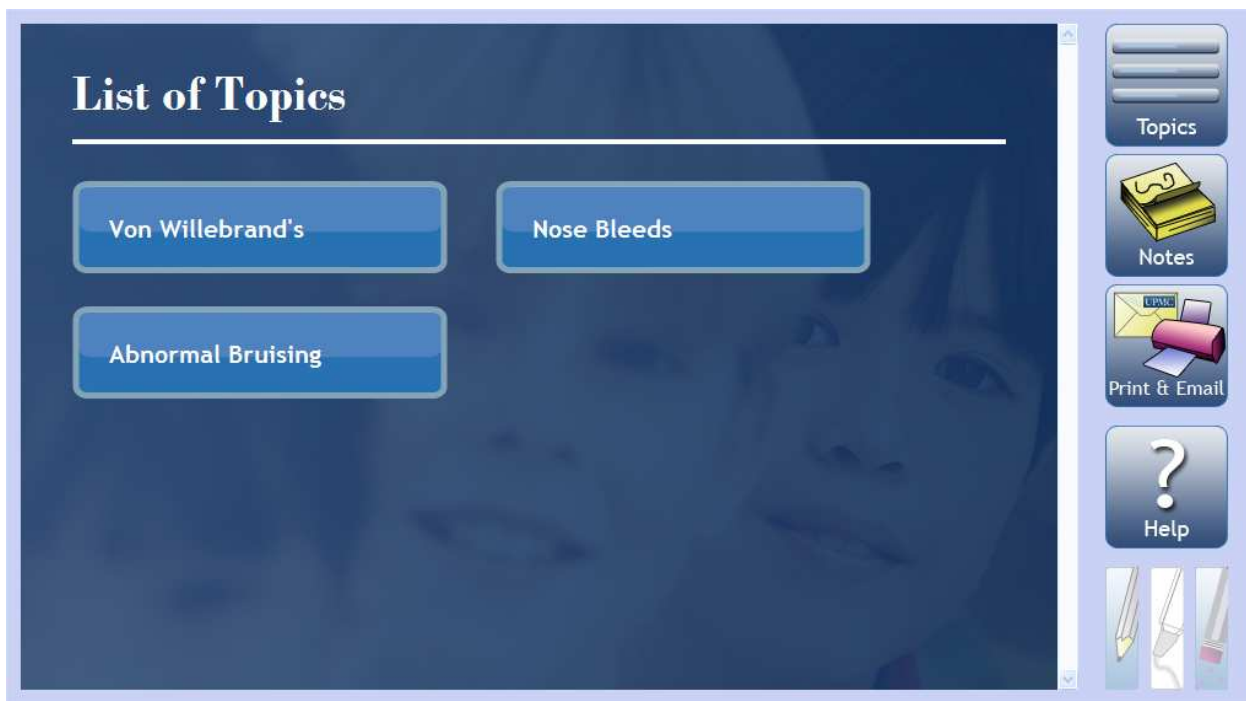 List of Topics
Von Willebrand's
Nose Bleeds
Abnormal Bruising
Topics
Notes
UPMC
Print & Email
?
Help